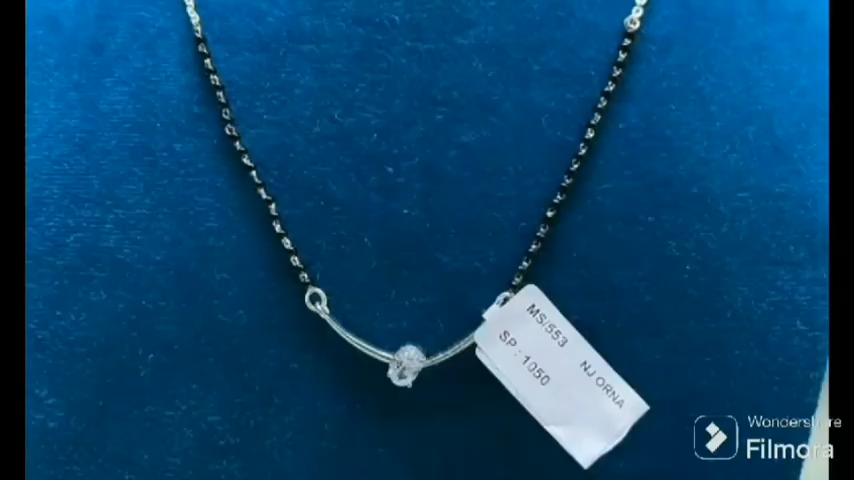 MS/553
SP : 1050
NJ ORNA
Wondershare
Filmora